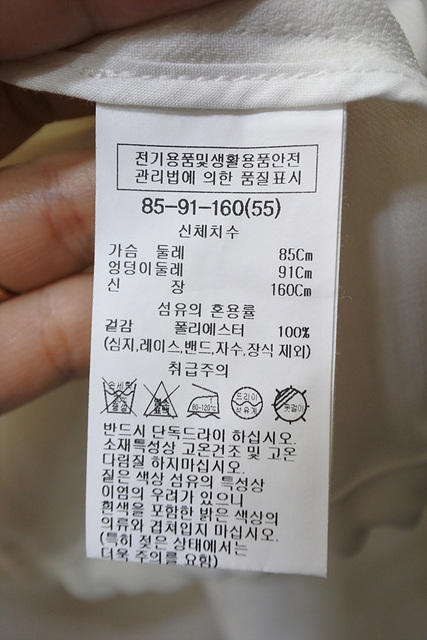 전기용품및생활용품안전
관리법에 의한 품질표시
85-91-160(55)
신체치수
가슴 둘레 85Cm
엉덩이둘레 91Cm
신 장 160Cm
섬유의 혼용률
겉감 폴리에스터 100%
(심지,레이스,밴드,자수,장식 제외)
취급주의
80-120℃
드라이
석유계
옷걸이
반드시 단독드라이 하십시오.
소재특성상 고온건조 및 고온
다림질 하지마십시오.
짙은 색상 섬유의 특성상
이염의 우려가 있으니
흰색을 포함한 밝은 색상의
의류와 겹쳐입지 마십시오.
(특히 젖은 상태에서는
더욱 주의를 요함)